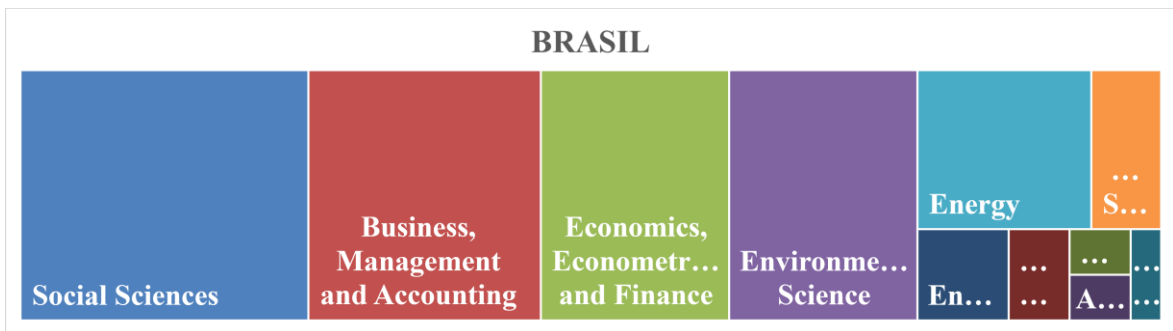 BRASIL
Social Sciences
Business,
Management
and Accounting
Economics,
Econometr…
and Finance
Environme…
Science
Energy
…
S…
En…
…
…
…
A…
…
…